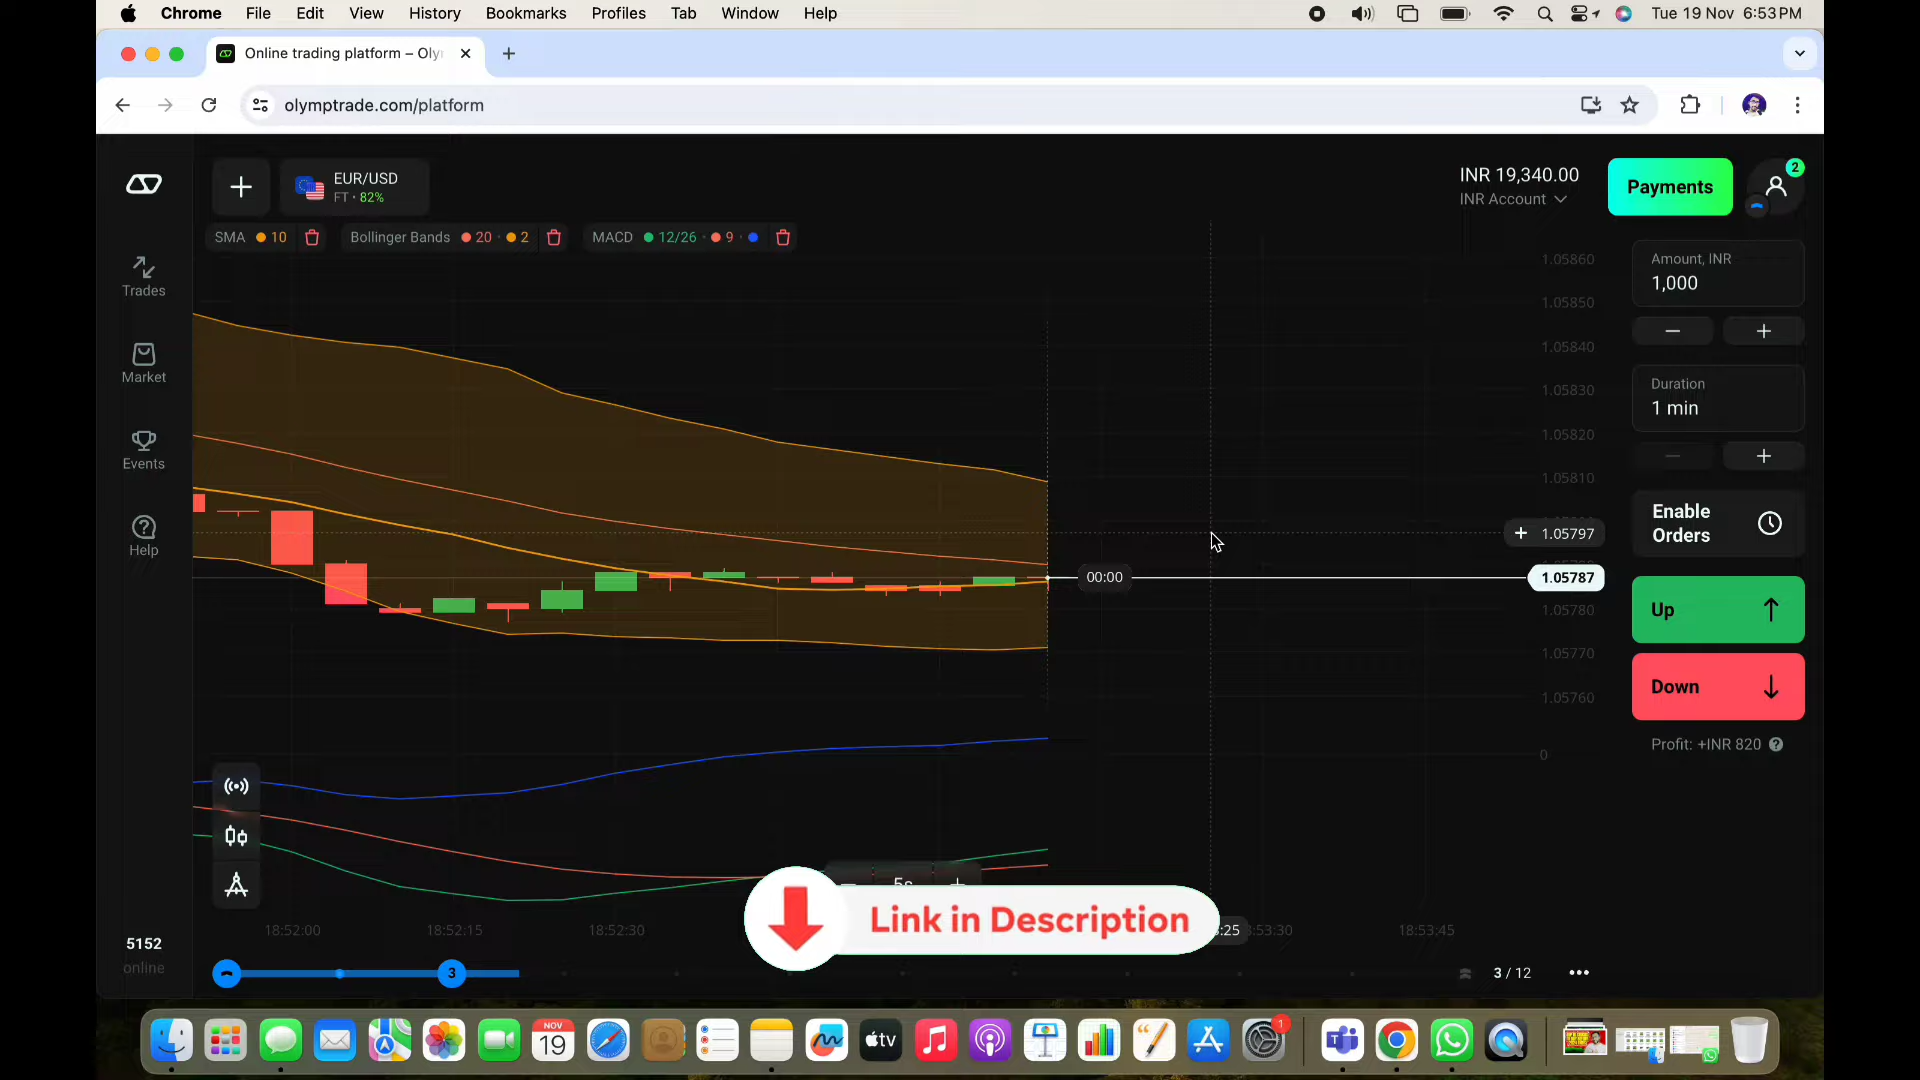 Chrome File Edit View History Bookmarks Profiles Tab Window Help Tue 19 Nov 6:53 PM
Online trading platform – Oly
olymptrade.com/platform
EUR/USD
FT • 82%
INR 19,340.00
INR Account
Payments
2
SMA 10 Bollinger Bands 20 2 MACD 12/26 9
Trades
Market
Events
Help
1.05860
1.05850
1.05840
1.05830
1.05820
1.05810
1.05797
00:00
1.05787
1.05780
1.05770
1.05760
0
Amount, INR
1,000
Duration
1 min
Enable
Orders
Up
Down
Profit: +INR 820
5s
Link in Description
18:52:00 18:52:15 18:52:30 :25 18:53:45
5152
online
3
3 / 12
NOV
19
tv
1